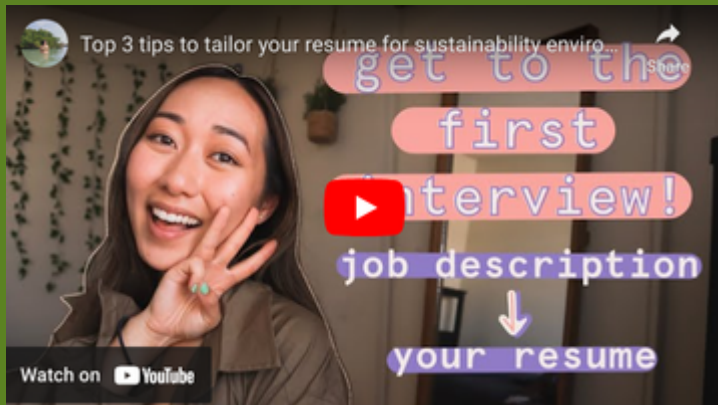 Top 3 tips to tailor your resume for sustainability enviro...
Share
get to the
first
interview!
job description
your resume
Watch on YouTube